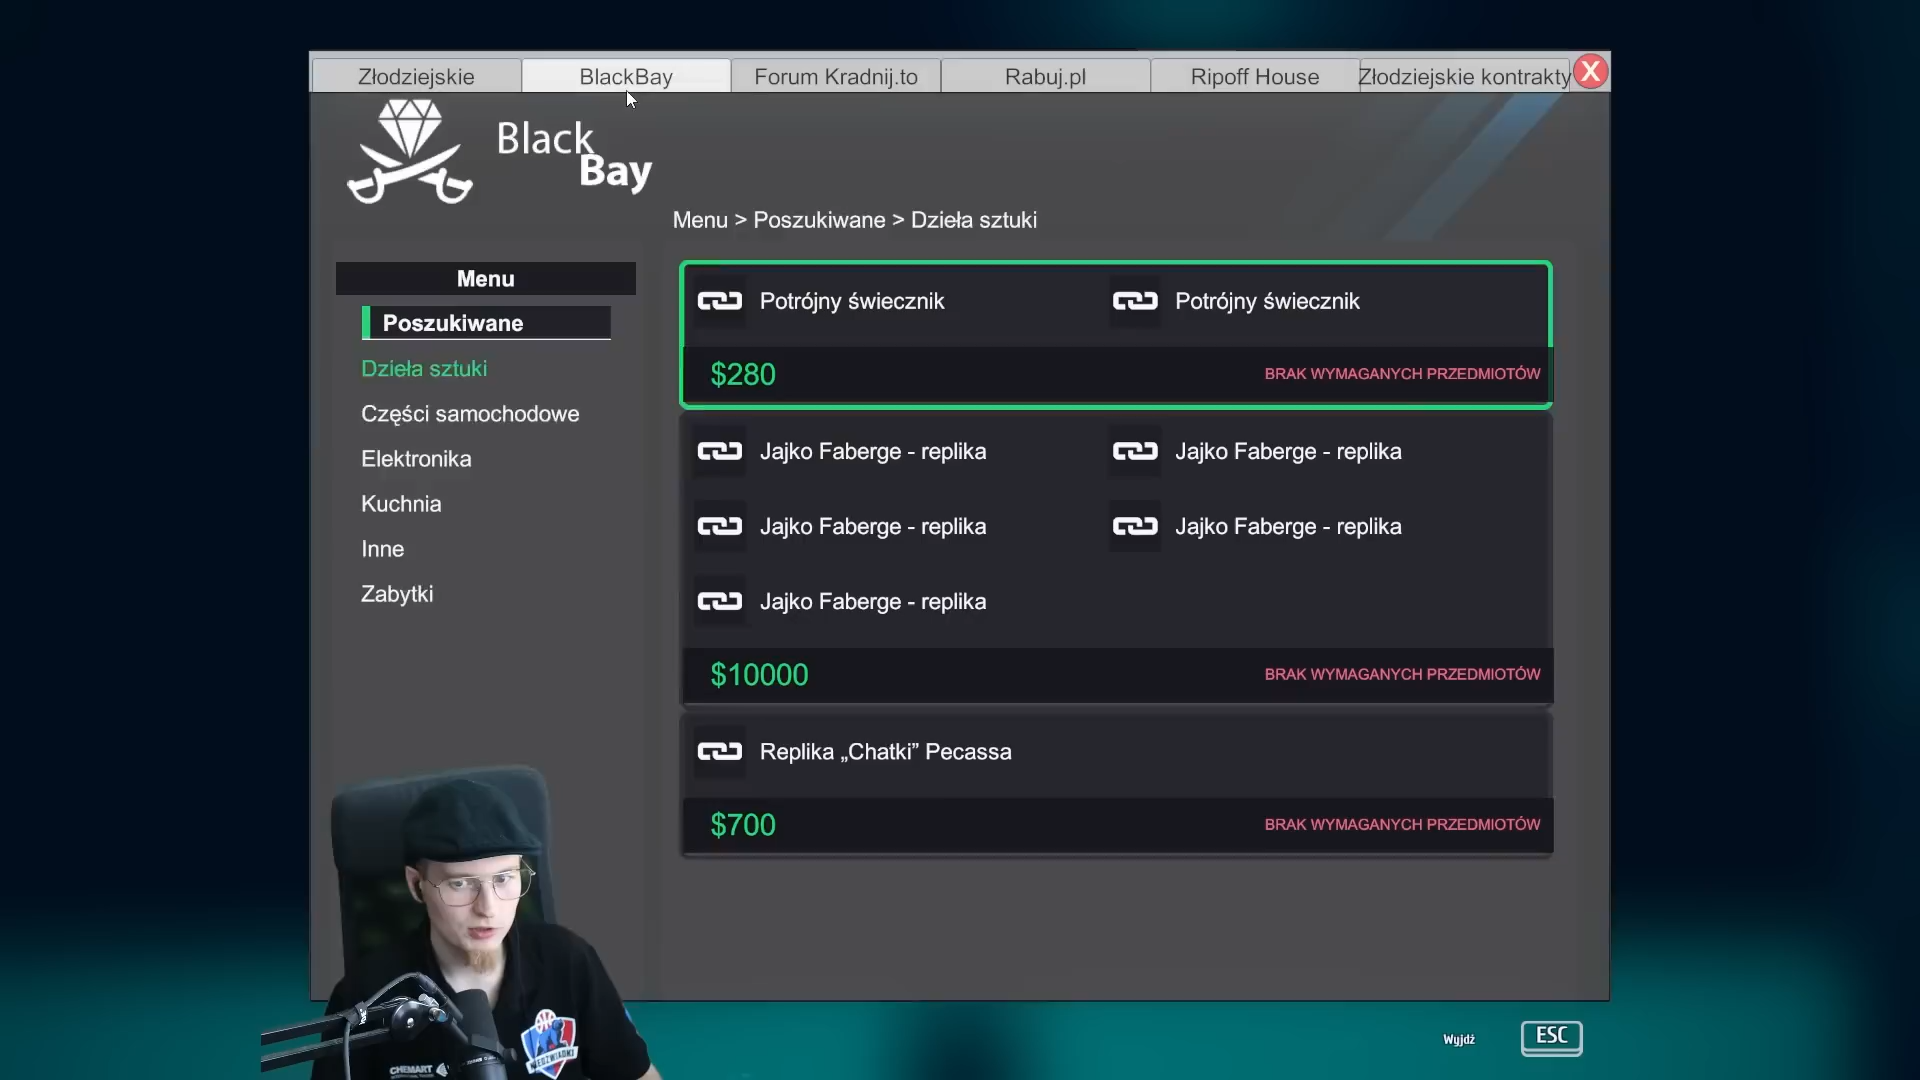 Złodziejskie
BlackBay
Forum Kradnij.to
Rabuj.pl
Ripoff House
Złodziejskie kontrakty
X
Black
Bay
Menu > Poszukiwane > Dzieła sztuki
Menu
Poszukiwane
Dzieła sztuki
Części samochodowe
Elektronika
Kuchnia
Inne
Zabytki
Potrójny świecznik
Potrójny świecznik
$280
BRAK WYMAGANYCH PRZEDMIOTÓW
Jajko Faberge - replika
Jajko Faberge - replika
Jajko Faberge - replika
Jajko Faberge - replika
Jajko Faberge - replika
$10000
BRAK WYMAGANYCH PRZEDMIOTÓW
Replika „Chatki” Pecassa
$700
BRAK WYMAGANYCH PRZEDMIOTÓW
CHEMART
Wyjdź
ESC